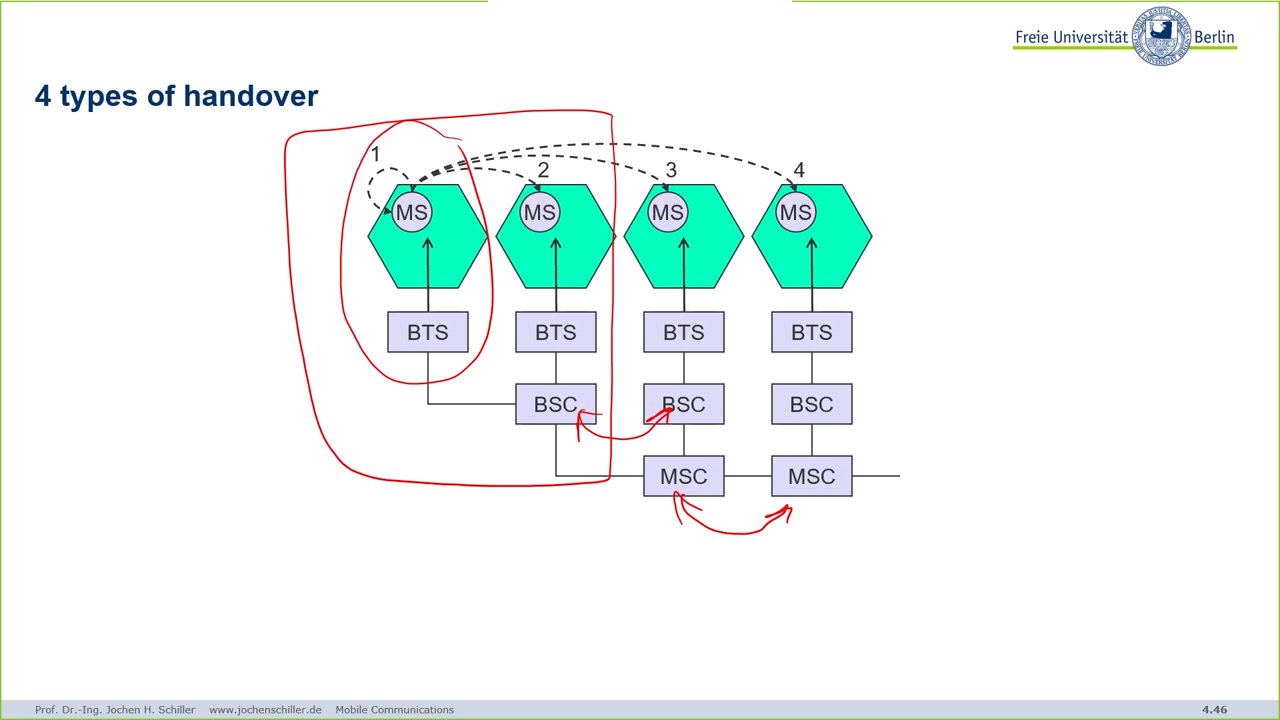 Freie Universität Berlin
4 types of handover
1
2 3 4
MS MS MS MS
BTS BTS BTS BTS
BSC BSC BSC
MSC MSC
Prof. Dr.-Ing. Jochen H. Schiller www.jochenschiller.de Mobile Communications 4.46